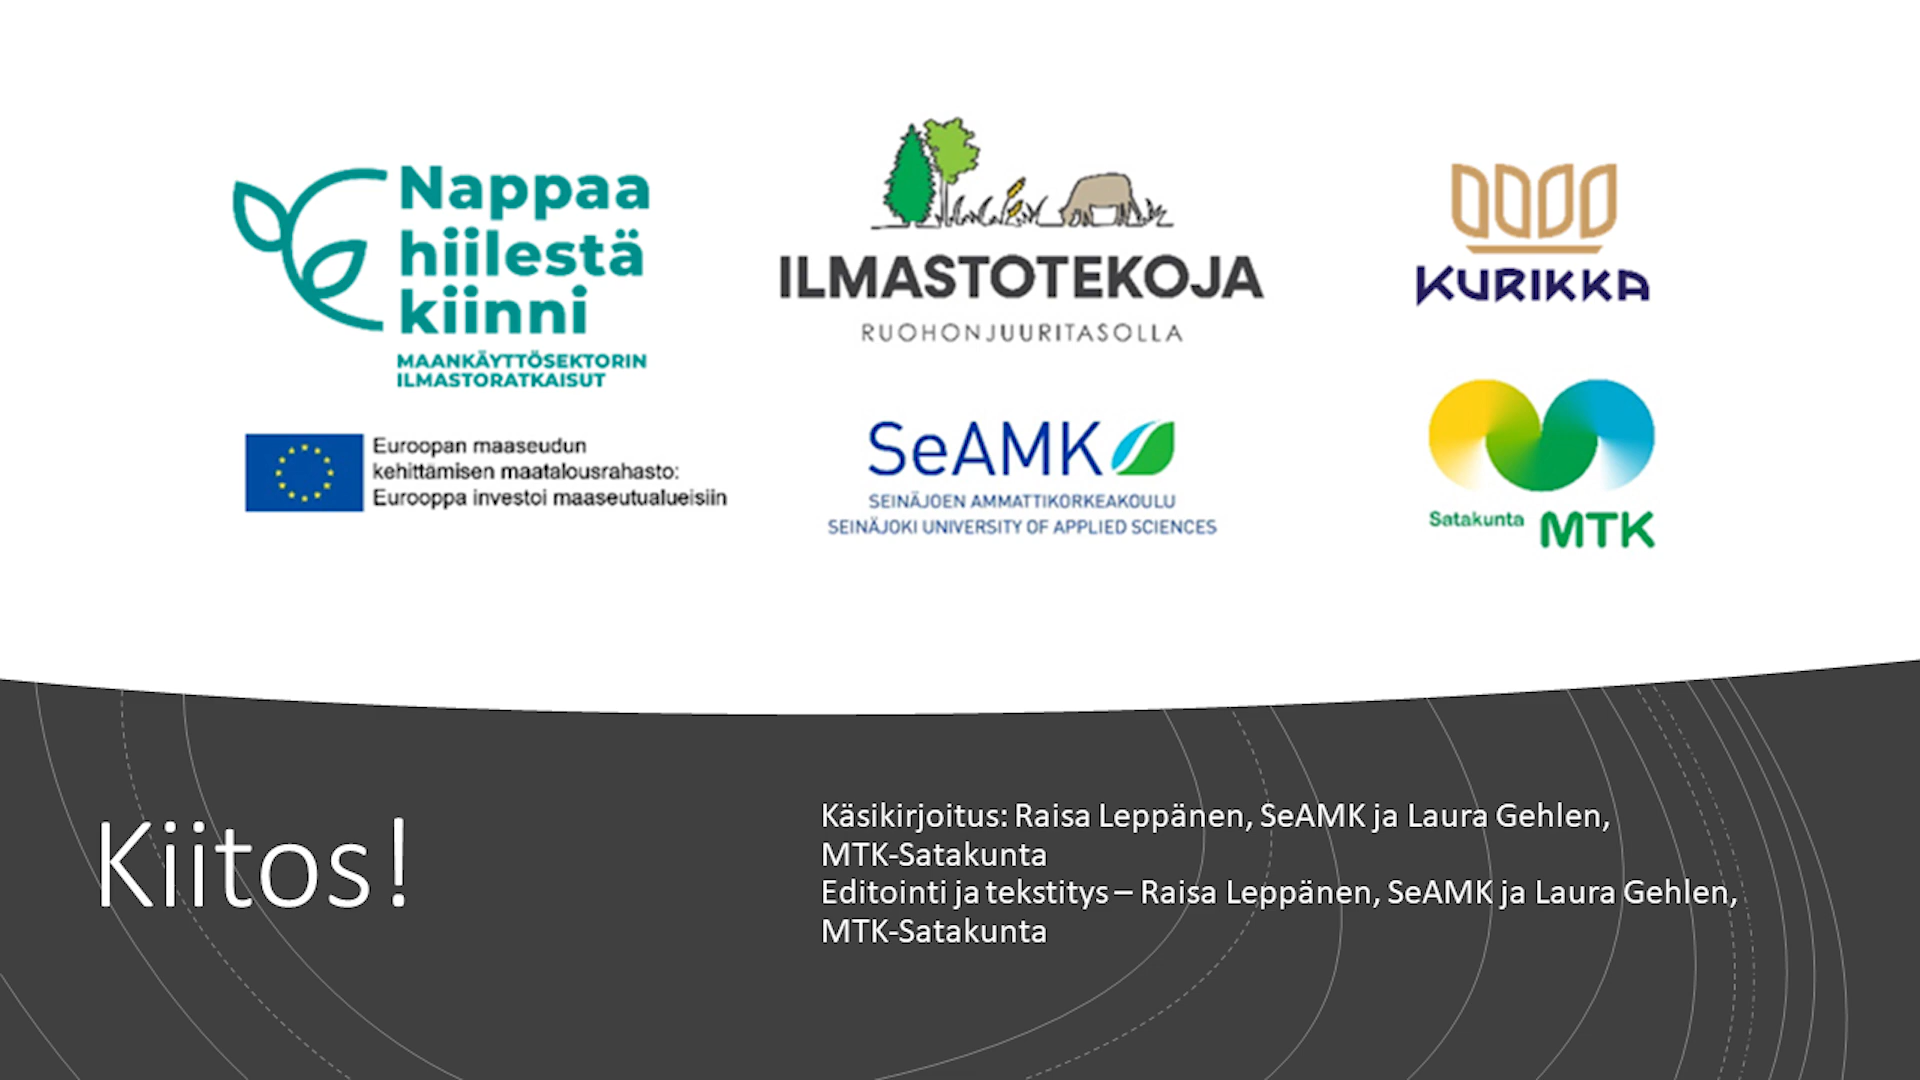 Nappaa
hiilestä
kiinni
MAANKÄYTTÖSEKTORIN
ILMASTORATKAISUT
ILMASTOTEKOJA
RUOHONJUURITASOLLA
KURIKKA
Euroopan maaseudun
kehittämisen maatalousrahasto:
Eurooppa investoi maaseutualueisiin
SeAMK
SEINÄJOEN AMMATTIKORKEAKOULU
SEINÄJOKI UNIVERSITY OF APPLIED SCIENCES
Satakunta MTK
Kiitos!
Käsikirjoitus: Raisa Leppänen, SeAMK ja Laura Gehlen,
MTK-Satakunta
Editointi ja tekstitys – Raisa Leppänen, SeAMK ja Laura Gehlen,
MTK-Satakunta